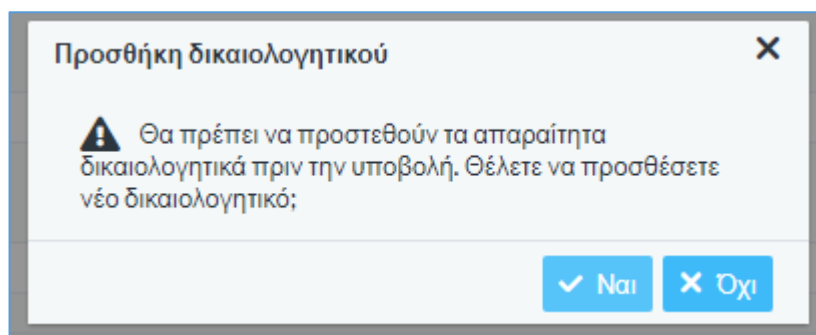 Προσθήκη δικαιολογητικού
Θα πρέπει να προστεθούν τα απαραίτητα
δικαιολογητικά πριν την υποβολή. Θέλετε να προσθέσετε
νέο δικαιολογητικό;
Ναι Όχι